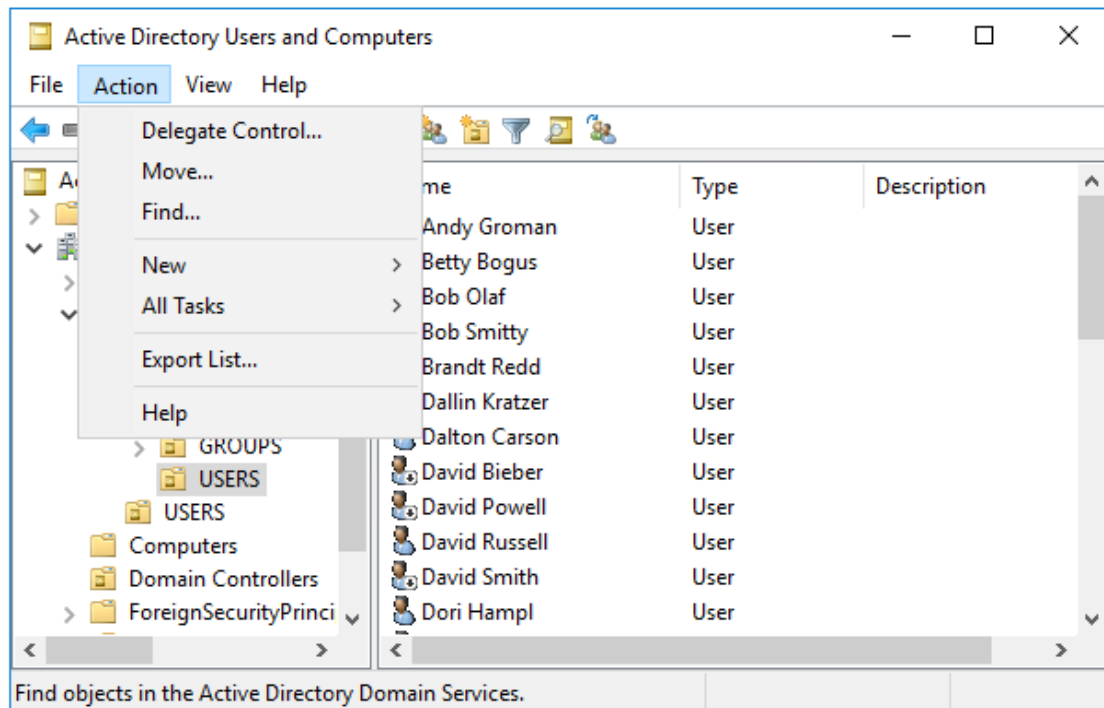 Active Directory Users and Computers
File Action View Help
Delegate Control...
Move...
Find...
New
All Tasks
Export List...
Help
GROUPS
USERS
USERS
Computers
Domain Controllers
ForeignSecurityPrinci
Type Description
Andy Groman User
Betty Bogus User
Bob Olaf User
Bob Smitty User
Brandt Redd User
Dallin Kratzer User
Dalton Carson User
David Bieber User
David Powell User
David Russell User
David Smith User
Dori Hampl User
Find objects in the Active Directory Domain Services.